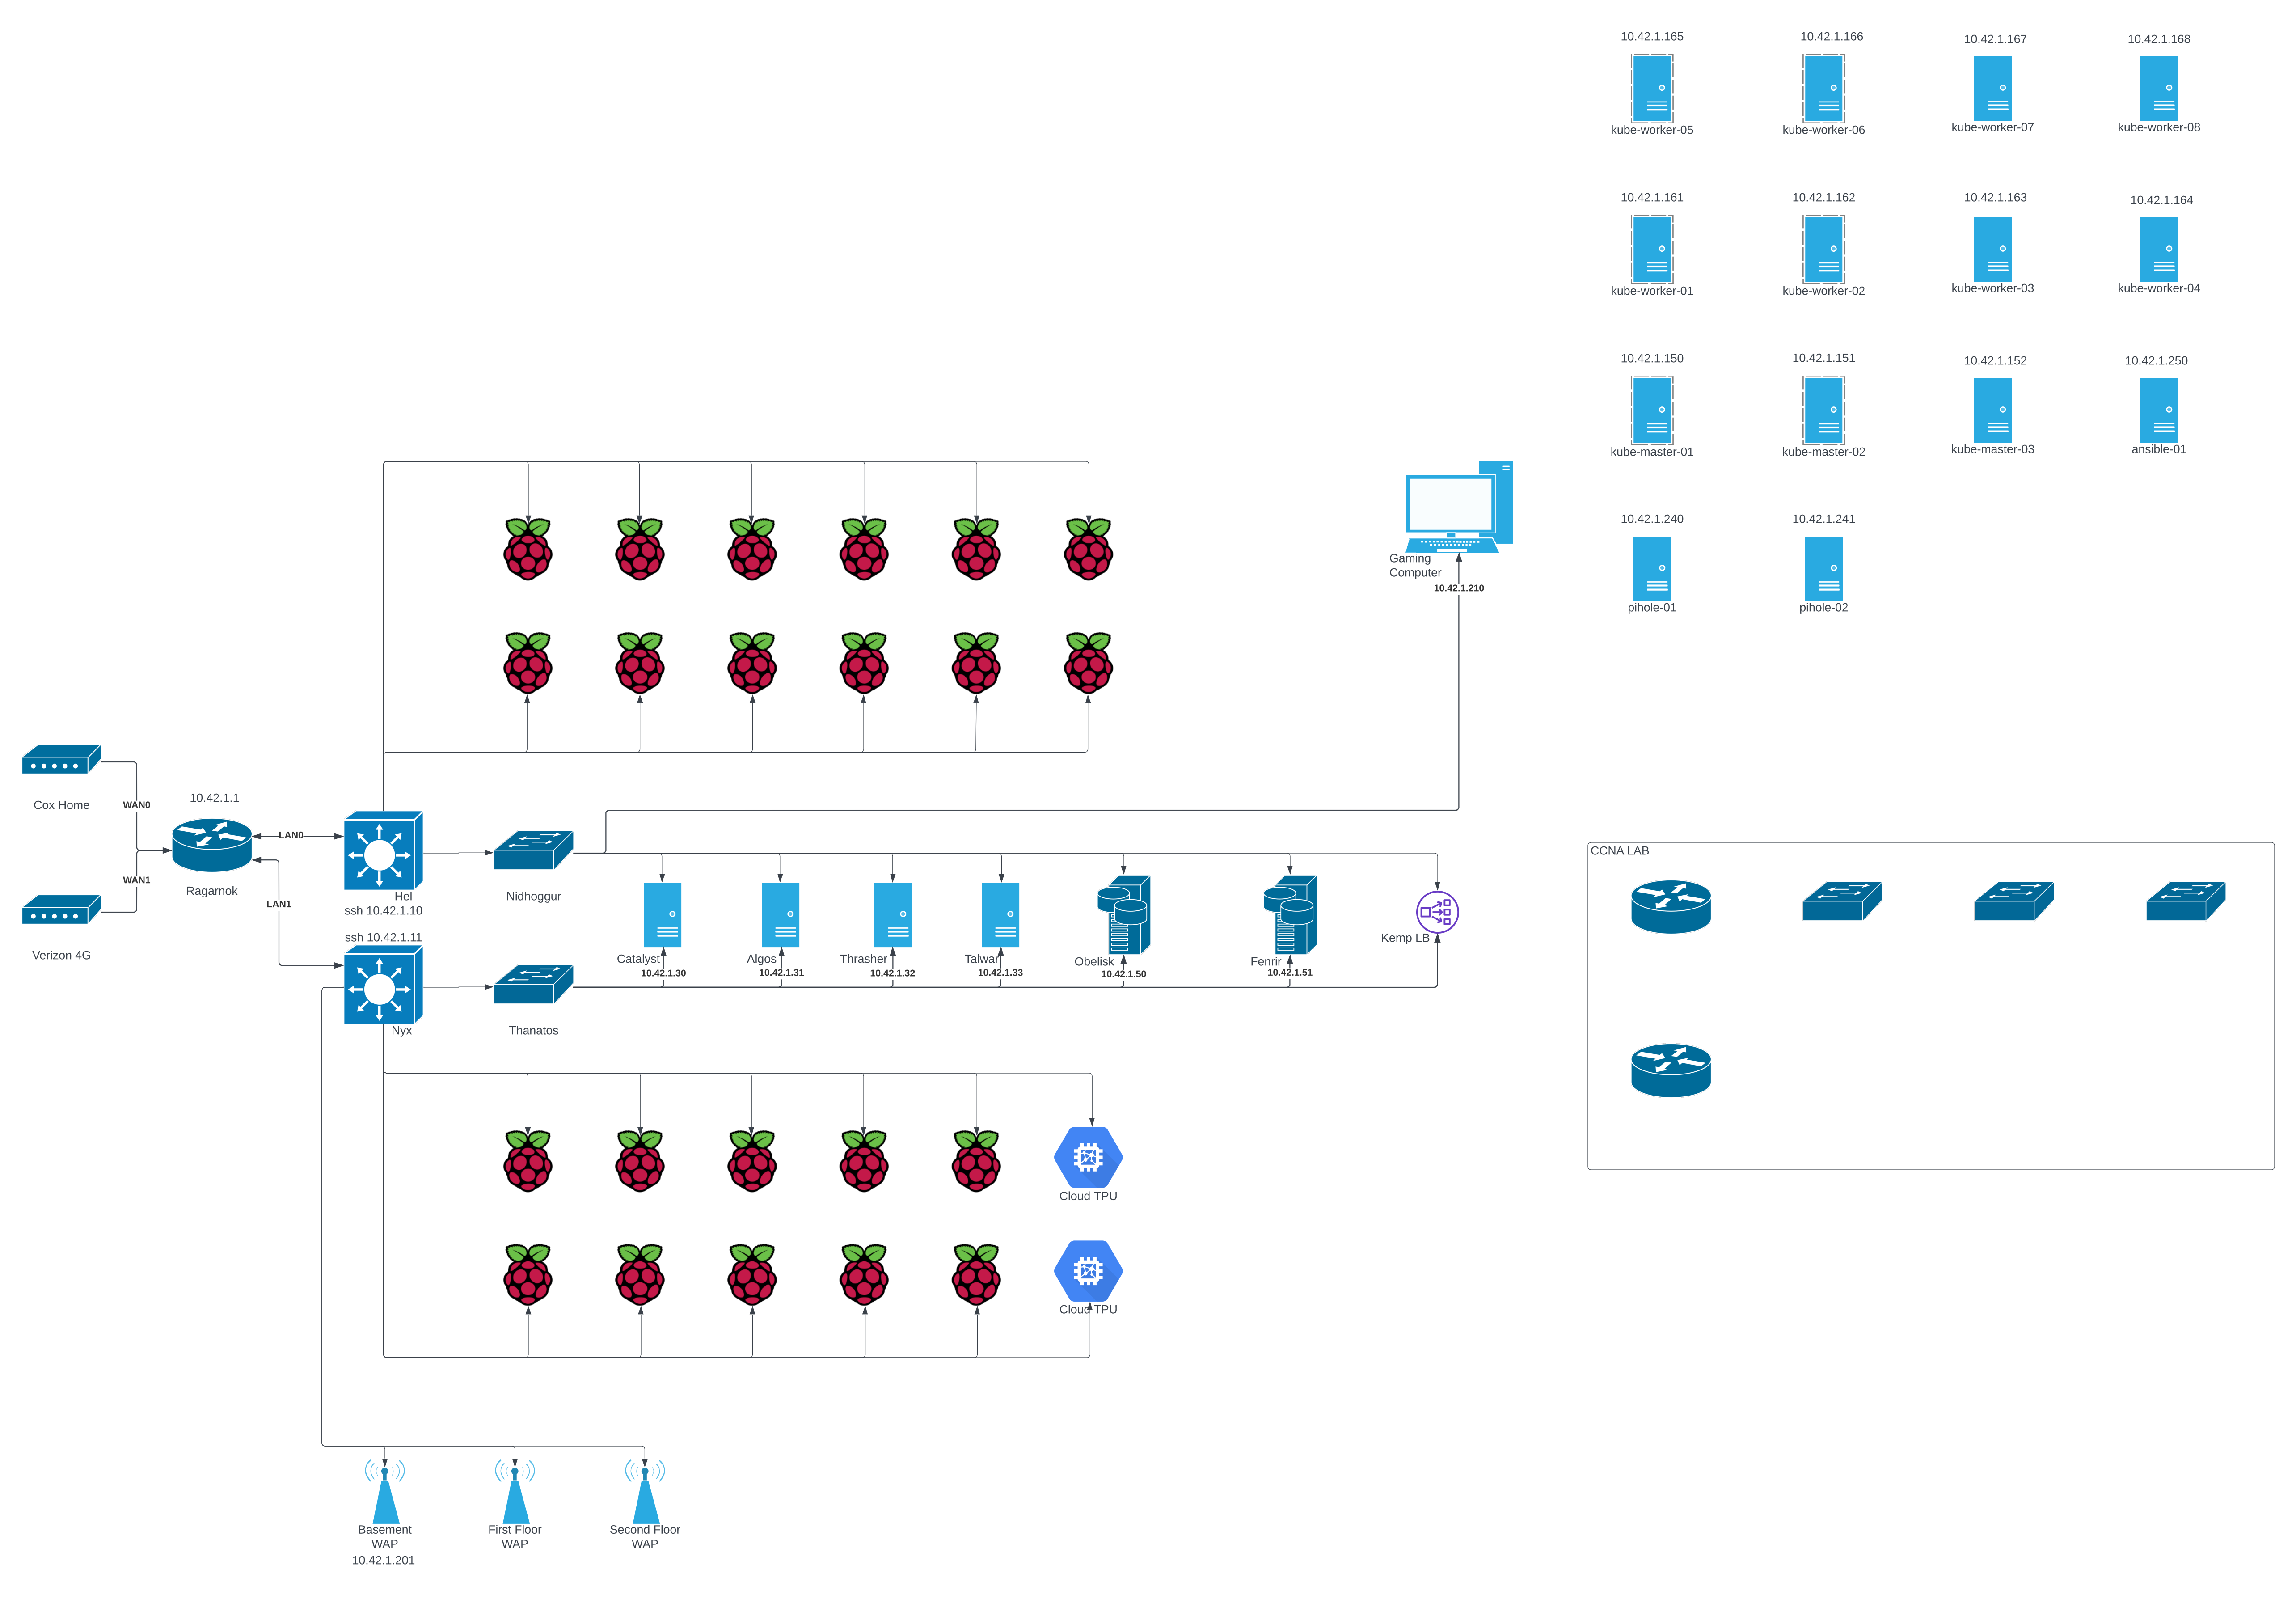 10.42.1.165
10.42.1.166
10.42.1.167
10.42.1.168
kube-worker-05
kube-worker-06
kube-worker-07
kube-worker-08
10.42.1.161
10.42.1.162
10.42.1.163
10.42.1.164
kube-worker-01
kube-worker-02
kube-worker-03
kube-worker-04
10.42.1.150
10.42.1.151
10.42.1.152
10.42.1.250
kube-master-01
kube-master-02
kube-master-03
ansible-01
10.42.1.240
10.42.1.241
pihole-01
pihole-02
Gaming
Computer
10.42.1.210
Cox Home
WAN0
10.42.1.1
LAN0
Ragarnok
WAN1
LAN1
Verizon 4G
Hel
ssh 10.42.1.10
ssh 10.42.1.11
Nyx
Nidhoggur
Thanatos
Catalyst
10.42.1.30
Algos
10.42.1.31
Thrasher
10.42.1.32
Talwar
10.42.1.33
Obelisk
10.42.1.50
Fenrir
10.42.1.51
Kemp LB
CCNA LAB
Cloud TPU
Cloud TPU
Basement
WAP
10.42.1.201
First Floor
WAP
Second Floor
WAP